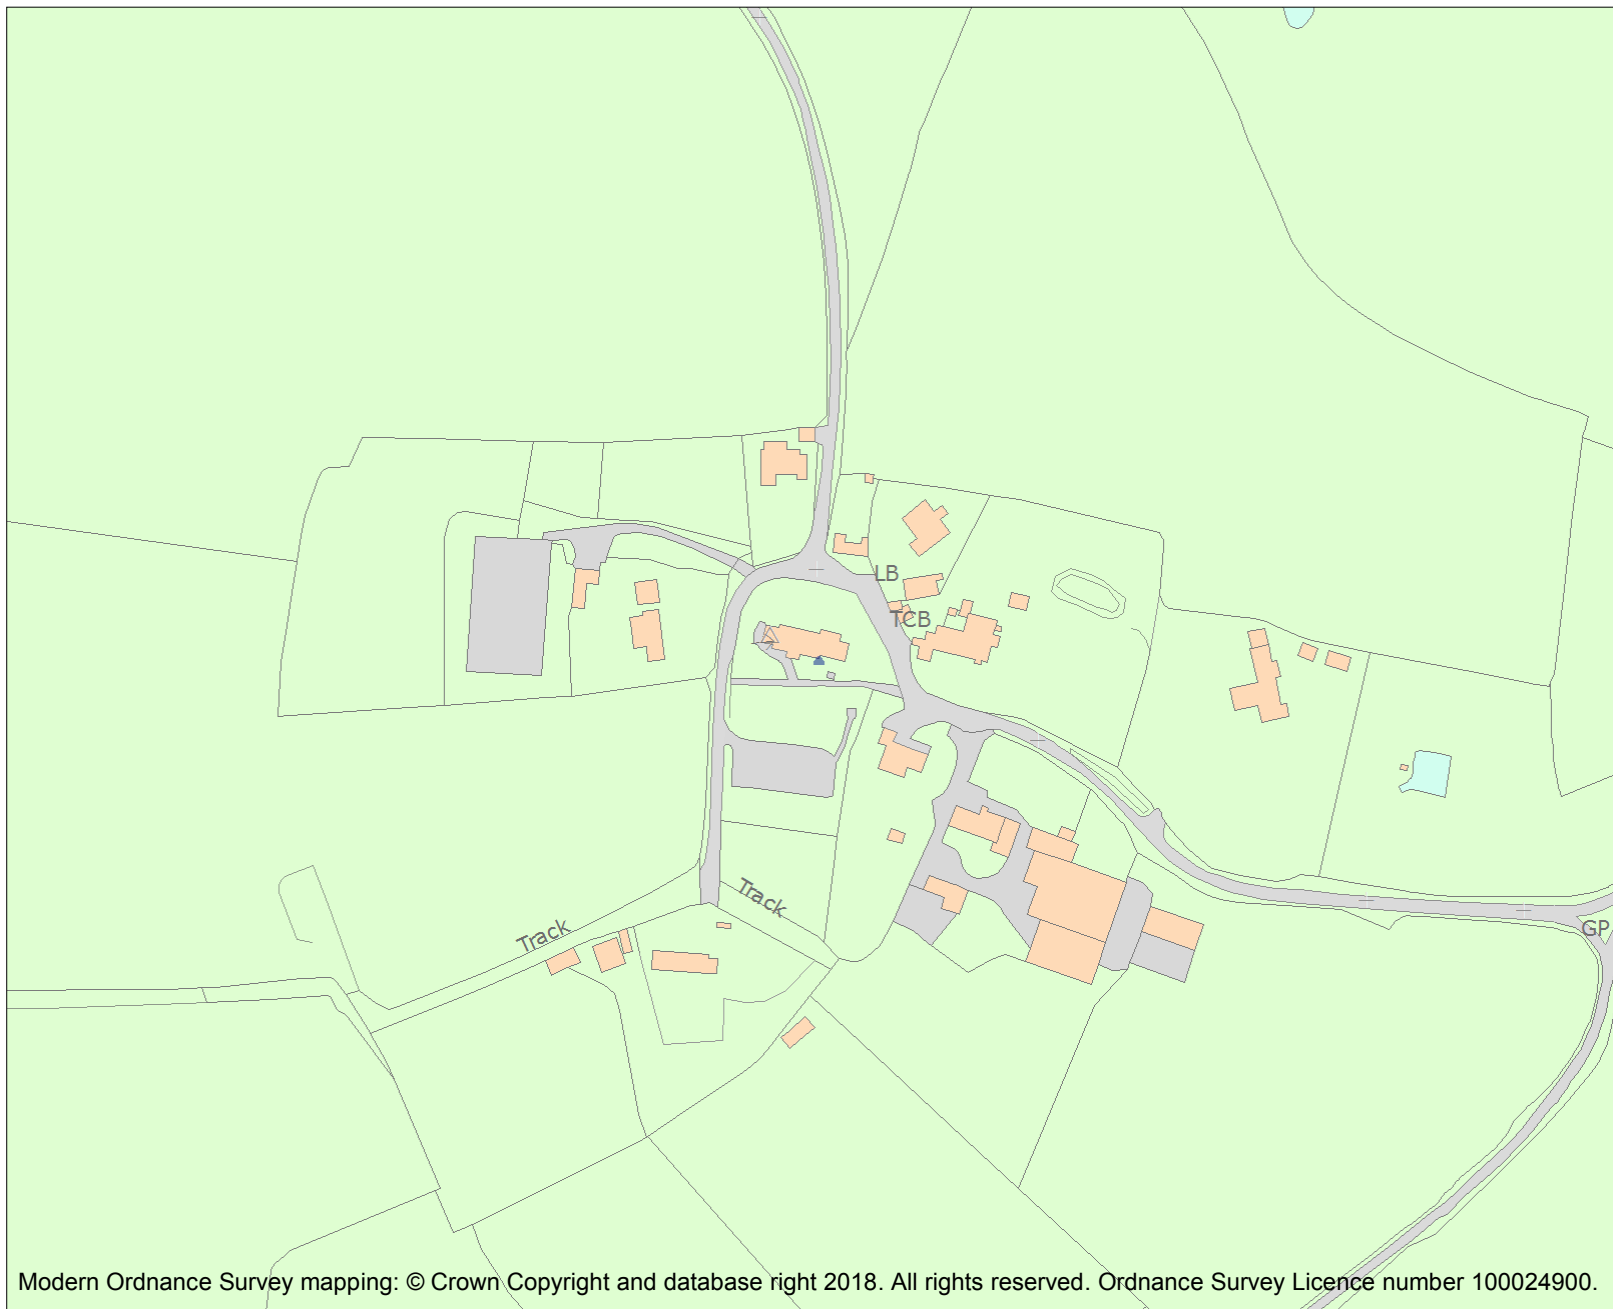 LB
TCB
Track
Track
GP
Modern Ordnance Survey mapping: © Crown Copyright and database right 2018. All rights reserved. Ordnance Survey Licence number 100024900.